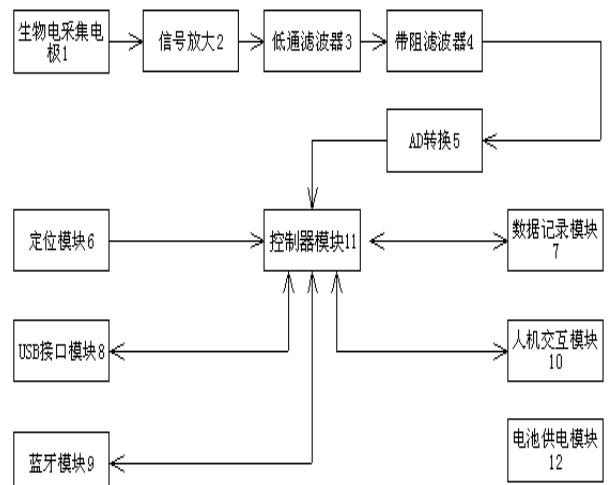 生物电采集电
极1
信号放大2
低通滤波器3
带阻滤波器4
AD转换5
定位模块6
控制器模块11
数据记录模块
7
USB接口模块8
人机交互模块
10
蓝牙模块9
电池供电模块
12